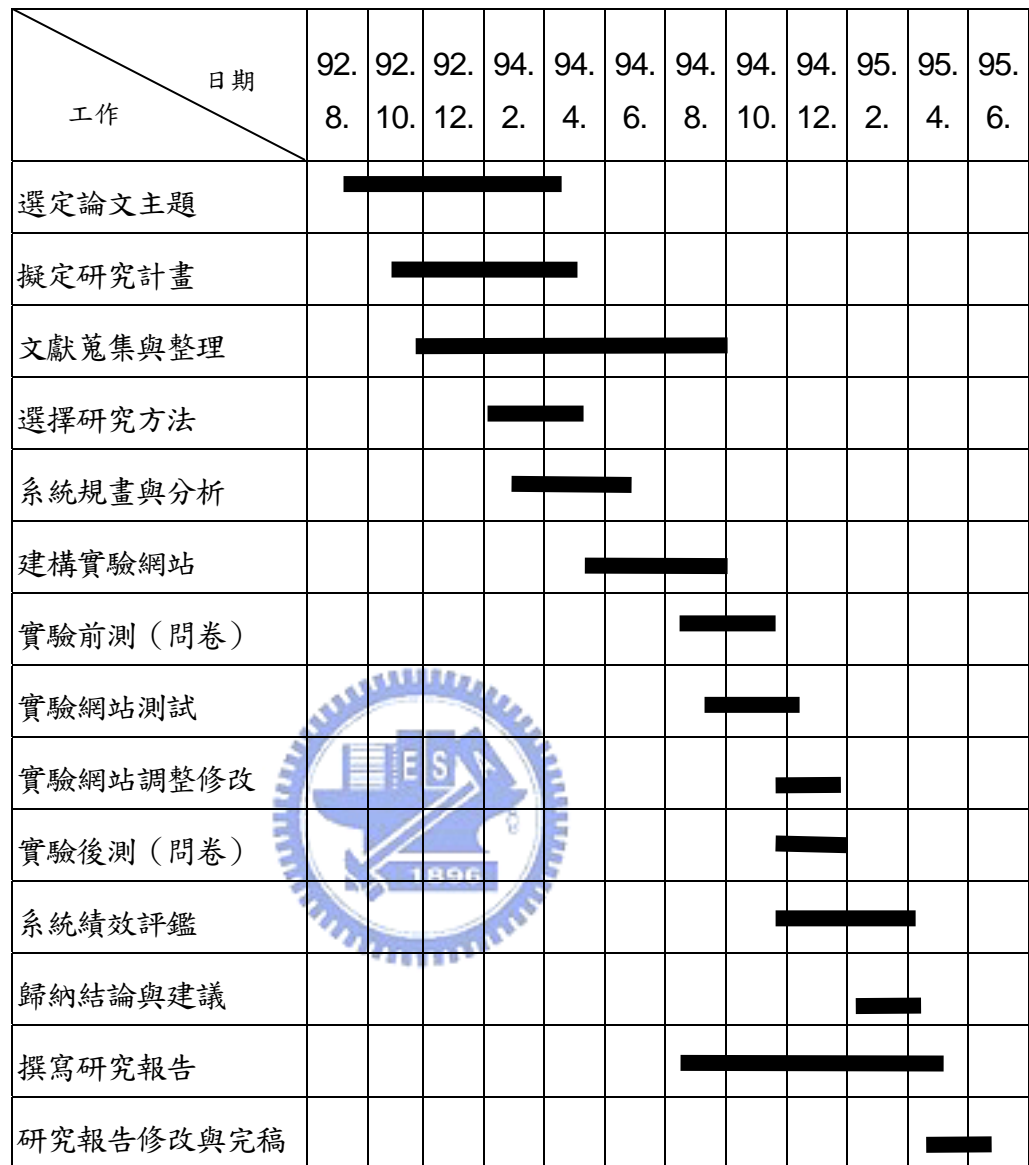 日期
工作
92. 92. 92. 94. 94. 94. 94. 94. 94. 95. 95. 95.
8. 10. 12. 2. 4. 6. 8. 10. 12. 2. 4. 6.
選定論文主題
擬定研究計畫
文獻蒐集與整理
選擇研究方法
系統規畫與分析
建構實驗網站
實驗前測（問卷）
實驗網站測試
實驗網站調整修改
實驗後測（問卷）
系統績效評鑑
歸納結論與建議
撰寫研究報告
研究報告修改與完稿
E S
1896